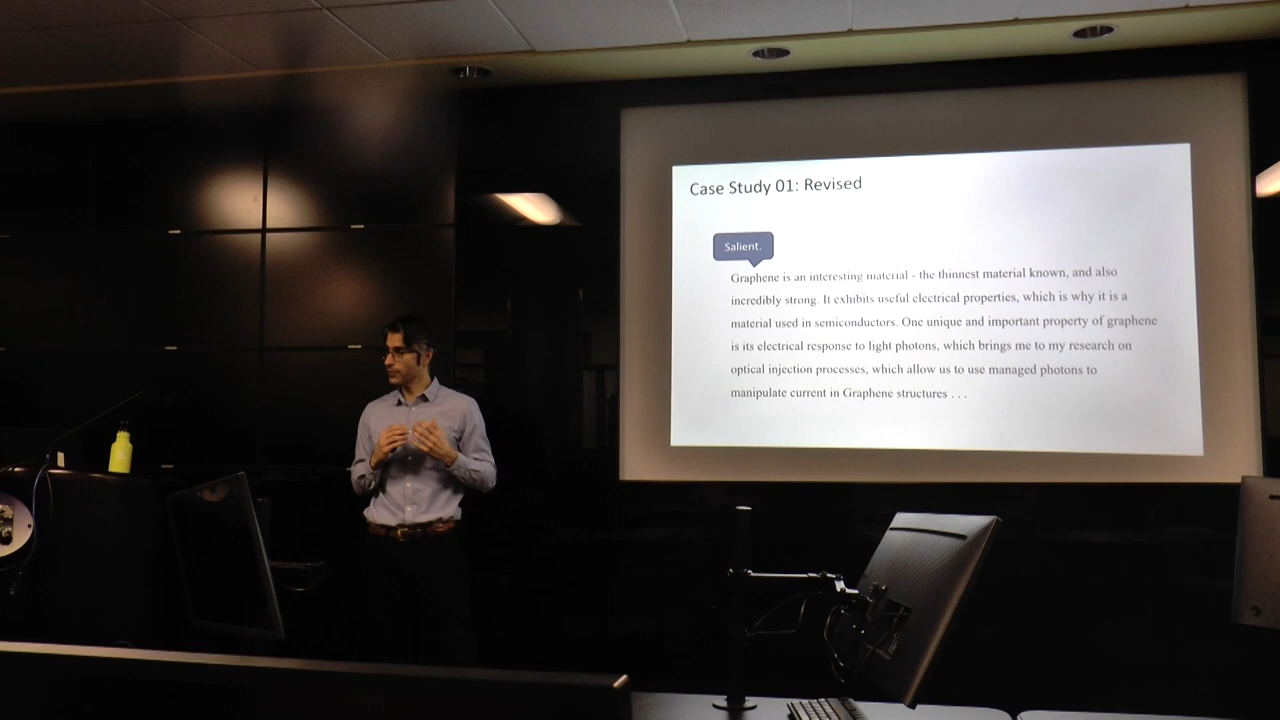 Case Study 01: Revised
Salient.
Graphene is an interesting material - the thinnest material known, and also
incredibly strong. It exhibits useful electrical properties, which is why it is a
material used in semiconductors. One unique and important property of graphene
is its electrical response to light photons, which brings me to my research on
optical injection processes, which allow us to use managed photons to
manipulate current in Graphene structures . . .